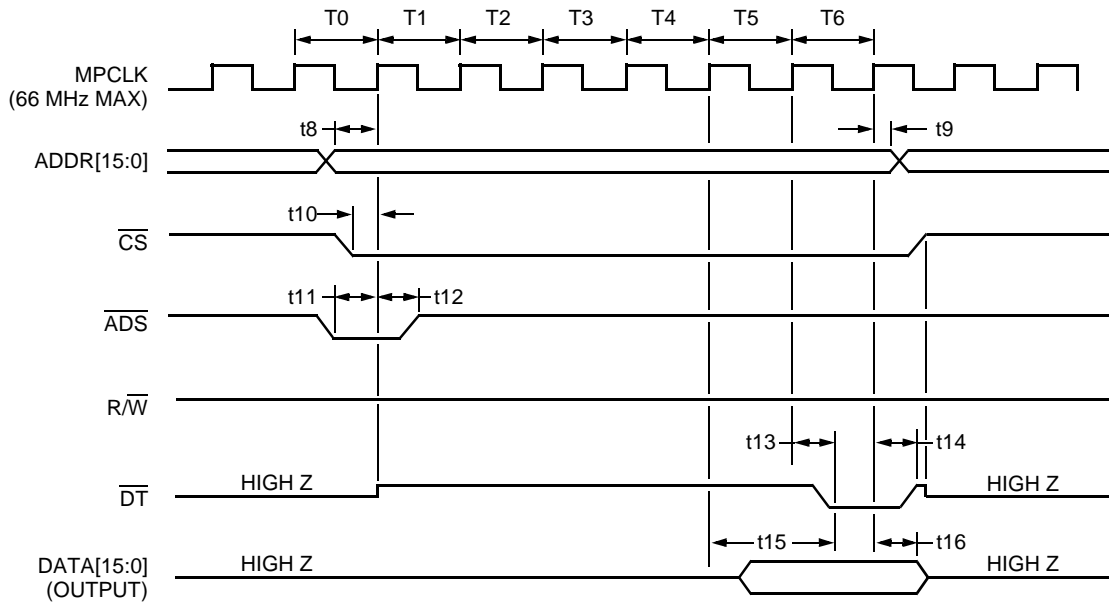 T0 T1 T2 T3 T4 T5 T6
MPCLK
(66 MHz MAX)
t8 t9
ADDR[15:0]
t10
CS
t11 t12
ADS
R/W
t13 t14
HIGH Z HIGH Z
DT
t15 t16
HIGH Z HIGH Z
DATA[15:0]
(OUTPUT)